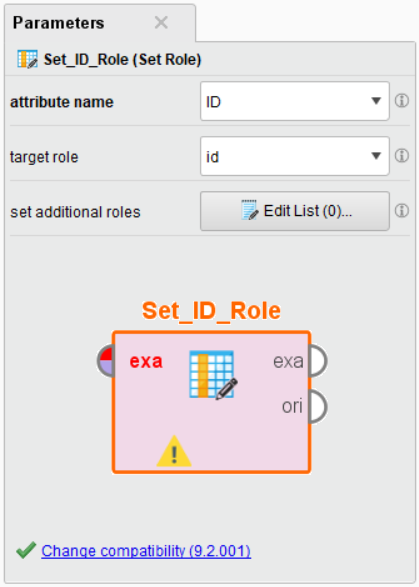 Parameters
Set_ID_Role (Set Role)
attribute name ID
target role id
set additional roles Edit List (0)...
Set_ID_Role
exa exa
ori
Change compatibility (9.2.001)